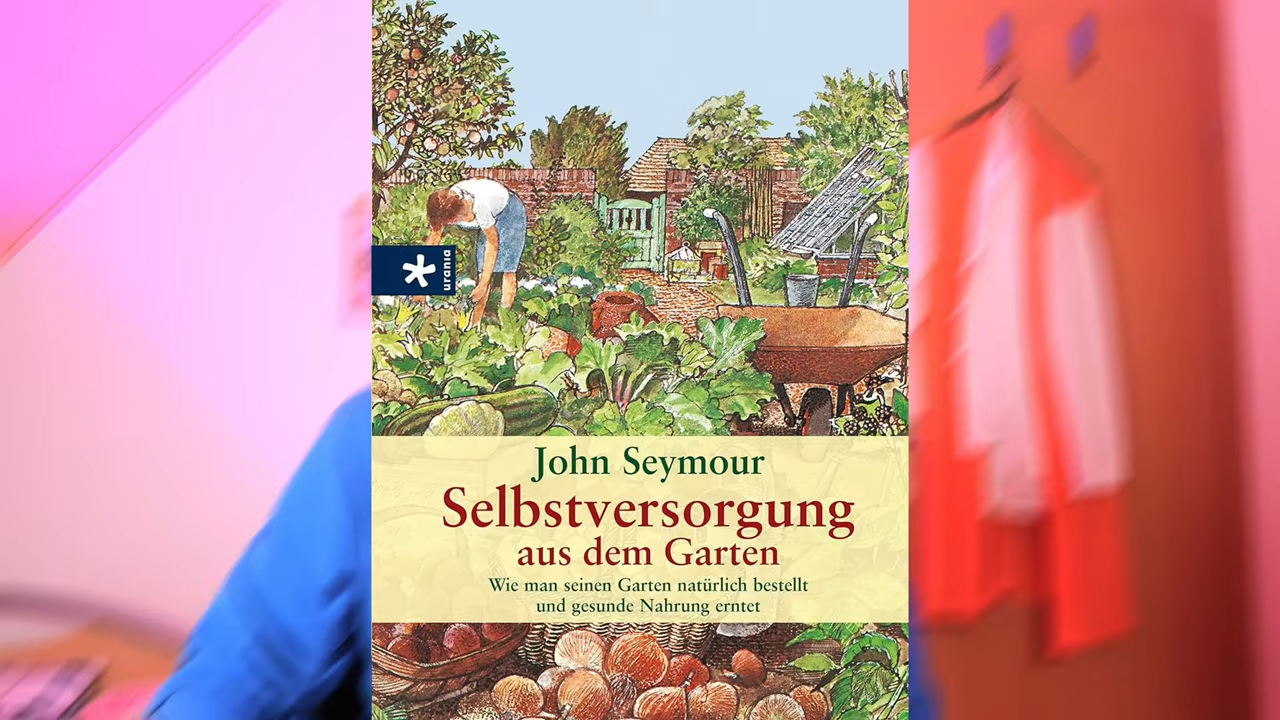 urania
John Seymour
Selbstversorgung
aus dem Garten
Wie man seinen Garten natürlich bestellt
und gesunde Nahrung erntet